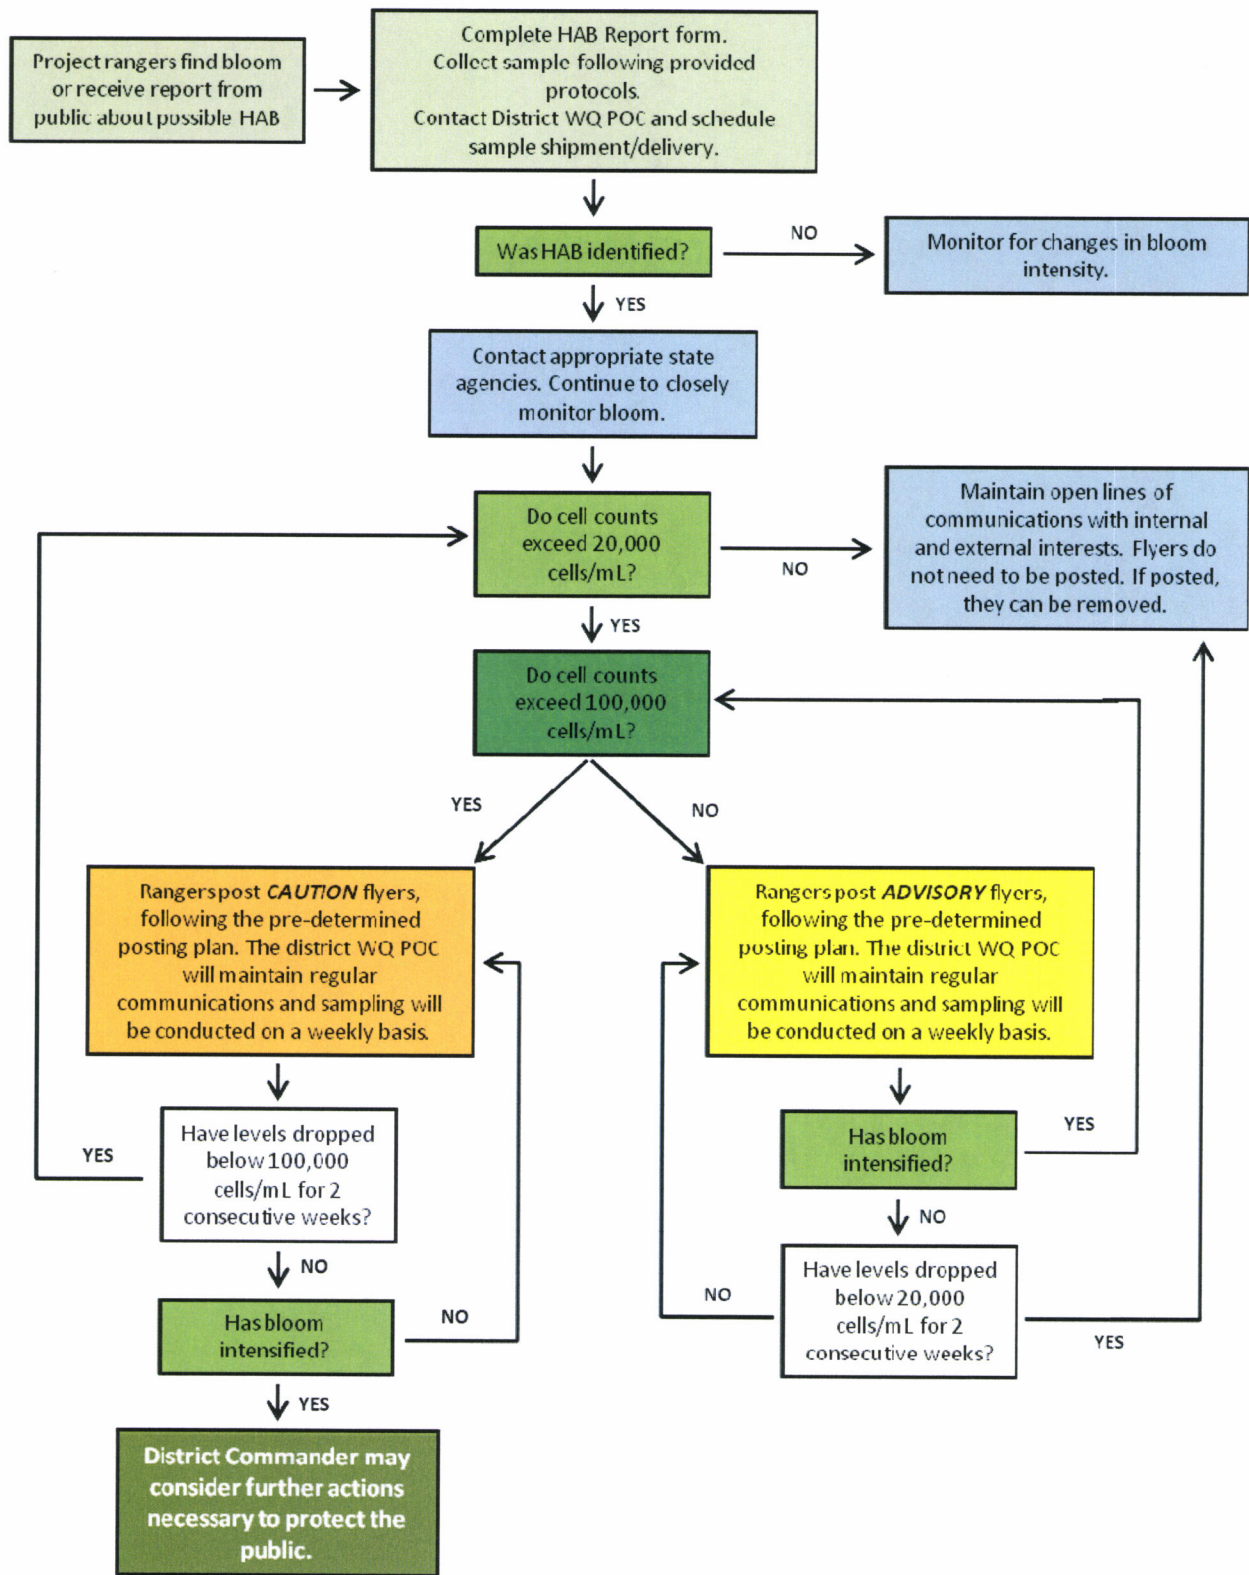 Project rangers find bloom
or receive report from
public about possible HAB
Complete HAB Report form.
Collect sample following provided
protocols.
Contact District WQ POC and schedule
sample shipment/delivery.
Was HAB identified?
NO
Monitor for changes in bloom
intensity.
YES
Contact appropriate state
agencies. Continue to closely
monitor bloom.
Do cell counts
exceed 20,000
cells/mL?
NO
Maintain open lines of
communications with internal
and external interests. Flyers do
not need to be posted. If posted,
they can be removed.
YES
Do cell counts
exceed 100,000
cells/mL?
YES
NO
Rangers post CAUTION flyers,
following the pre-determined
posting plan. The district WQ POC
will maintain regular
communications and sampling will
be conducted on a weekly basis.
Rangers post ADVISORY flyers,
following the pre-determined
posting plan. The district WQ POC
will maintain regular
communications and sampling will
be conducted on a weekly basis.
YES
Have levels dropped
below 100,000
cells/mL for 2
consecutive weeks?
Has bloom
intensified?
YES
NO
NO
Have levels dropped
below 20,000
cells/mL for 2
consecutive weeks?
NO
YES
Has bloom
intensified?
NO
YES
District Commander may
consider further actions
necessary to protect the
public.